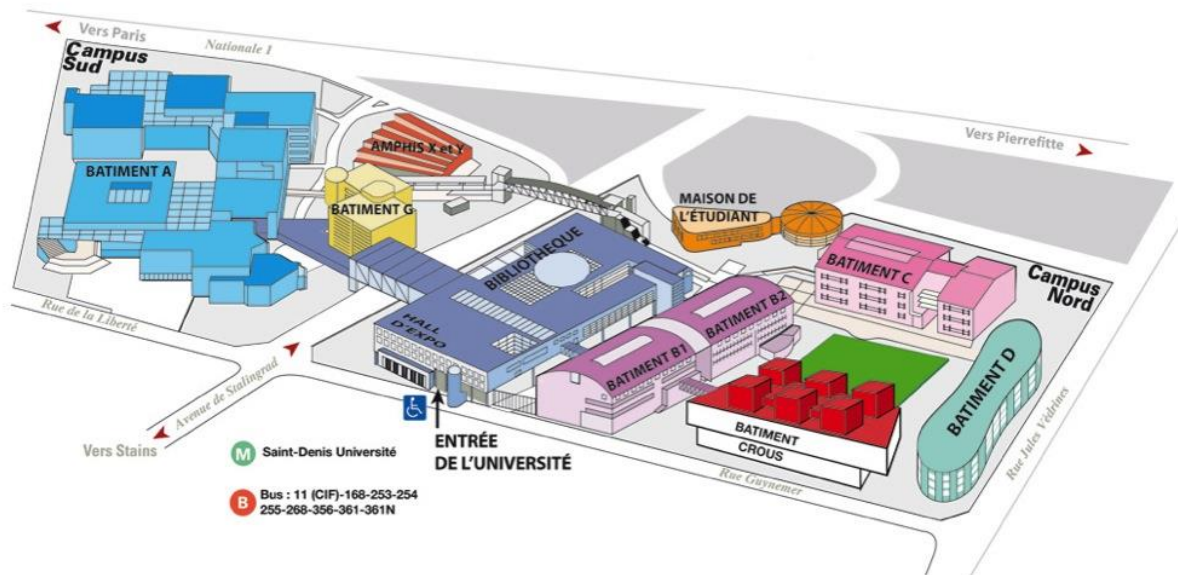 Vers Paris
Nationale 1
Campus
Sud
Vers Pierrefitte
AMPHIS X et Y
BATIMENT A
BATIMENT G
MAISON DE
L'ÉTUDIANT
BIBLIOTHEQUE
BATIMENT C
Campus
Nord
Rue de la Liberté
HALL
D'EXPO
BATIMENT B2
BATIMENT B1
BATIMENT D
Avenue de Stalingrad
Rue Jules Védrines
Vers Stains
ENTRÉE
DE L'UNIVERSITÉ
BATIMENT
CROUS
Rue Guynemer
M Saint-Denis Université
B Bus : 11 (CIF)-168-253-254
255-268-356-361-361N